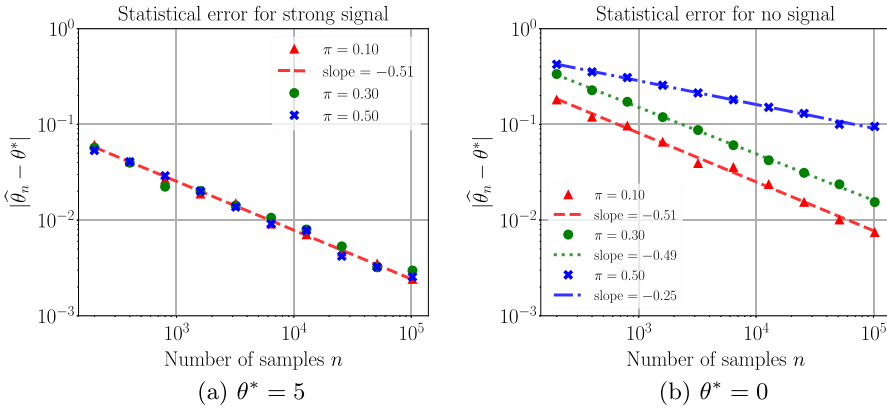 Statistical error for strong signal
10^0
10^{-1}
10^{-2}
10^{-3}
|\widehat{θ}_n − θ^*|
π = 0.10
slope = −0.51
π = 0.30
π = 0.50
10^3
10^4
10^5
Number of samples n
(a) θ^* = 5
Statistical error for no signal
10^0
10^{-1}
10^{-2}
10^{-3}
|\widehat{θ}_n − θ^*|
π = 0.10
slope = −0.51
π = 0.30
slope = −0.49
π = 0.50
slope = −0.25
10^3
10^4
10^5
Number of samples n
(b) θ^* = 0